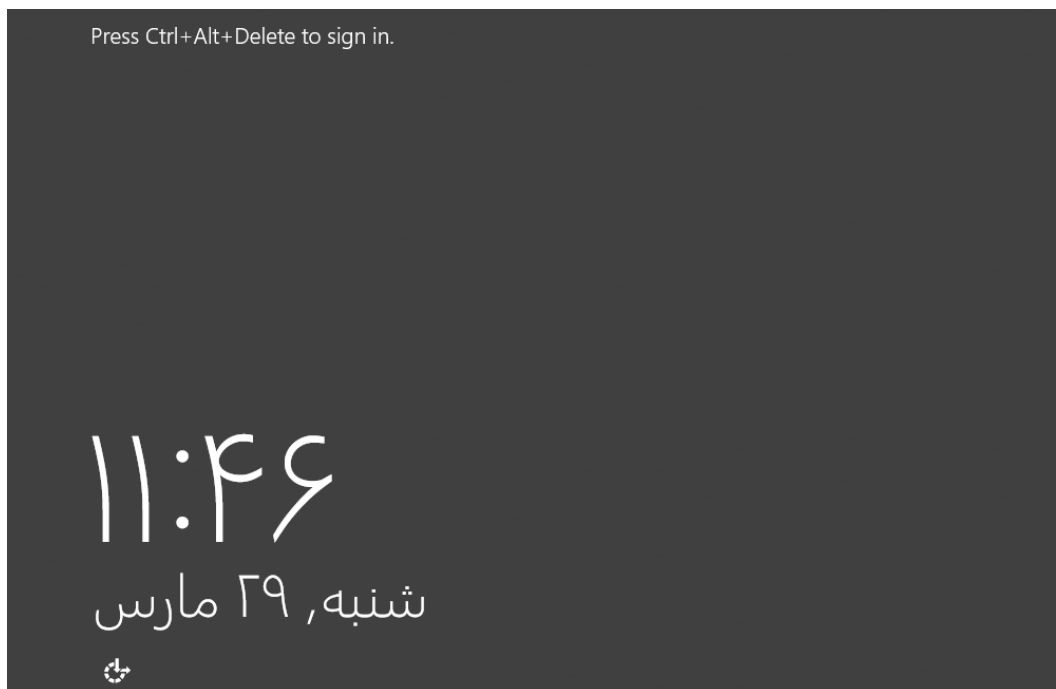 Press Ctrl+Alt+Delete to sign in.
۱۱:۴۶
شنبه, ۲۹ مارس